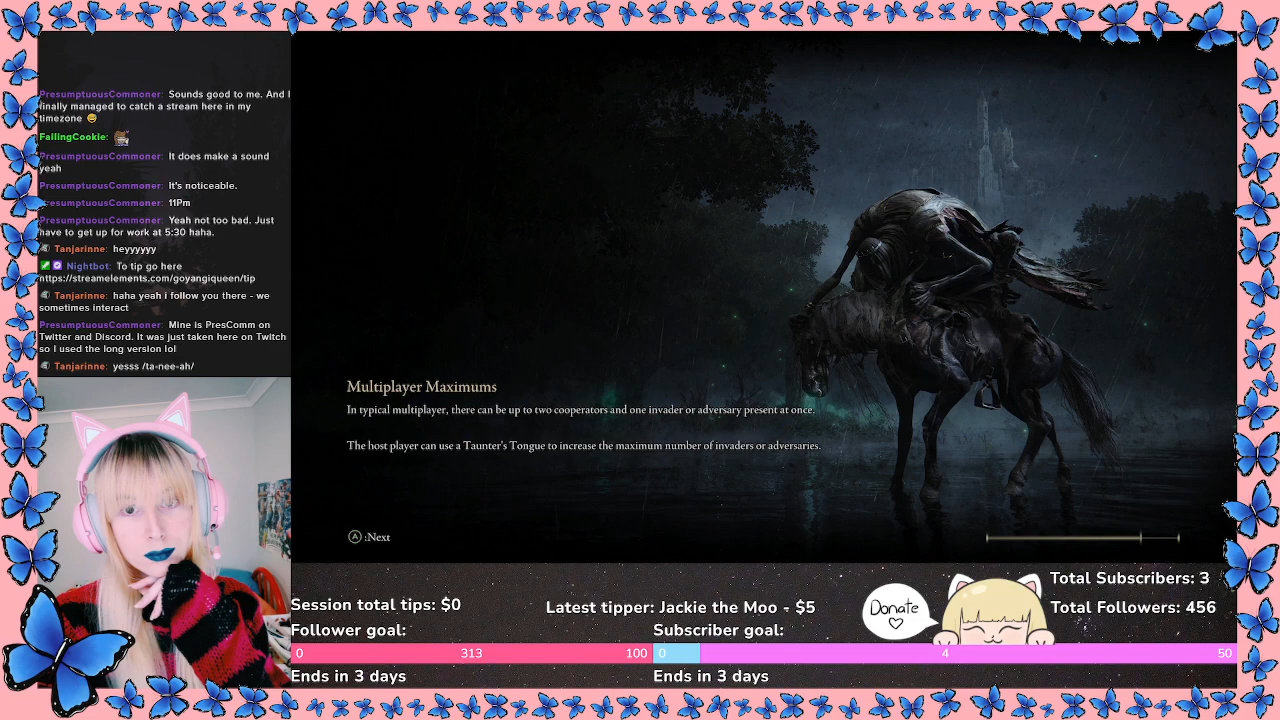 PresumptuousCommoner: Sounds good to me. And I
finally managed to catch a stream here in my
timezone
FailingCookie:
PresumptuousCommoner: It does make a sound
yeah
PresumptuousCommoner: It's noticeable.
PresumptuousCommoner: 11Pm
PresumptuousCommoner: Yeah not too bad. Just
have to get up for work at 5:30 haha.
Tanjarinne: heyyyyyy
Nightbot: To tip go here
https://streamelements.com/goyangiqueen/tip
Tanjarinne: haha yeah i follow you there - we
sometimes interact
PresumptuousCommoner: Mine is PresComm on
Twitter and Discord. It was just taken here on Twitch
so I used the long version lol
Tanjarinne: yesss /ta-nee-ah/
Multiplayer Maximums
In typical multiplayer, there can be up to two cooperators and one invader or adversary present at once.
The host player can use a Taunter's Tongue to increase the maximum number of invaders or adversaries.
A :Next
Session total tips: $0
Latest tipper: Jackie the Moo - $5
Donate
Total Subscribers: 3
Total Followers: 456
Follower goal:
0 313 100
Ends in 3 days
Subscriber goal:
0 4 50
Ends in 3 days